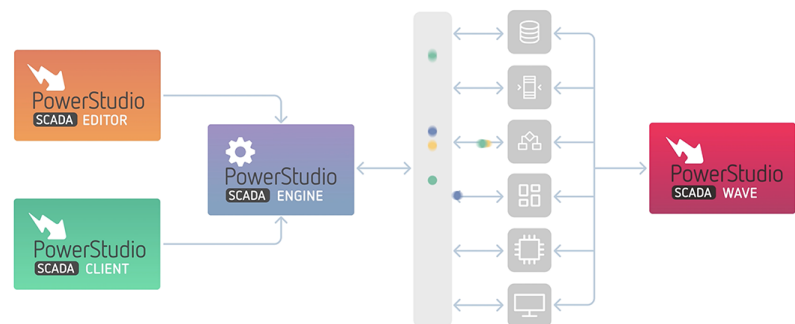 PowerStudio
SCADA EDITOR
PowerStudio
SCADA ENGINE
PowerStudio
SCADA CLIENT
PowerStudio
SCADA WAVE